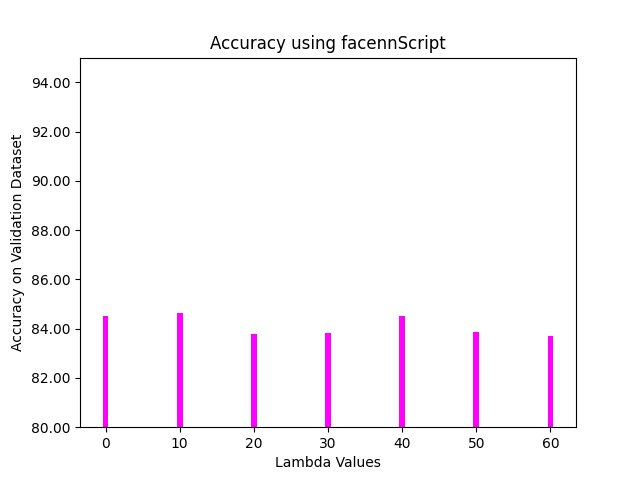 Accuracy using facennScript
Accuracy on Validation Dataset
94.00
92.00
90.00
88.00
86.00
84.00
82.00
80.00
0 10 20 30 40 50 60
Lambda Values